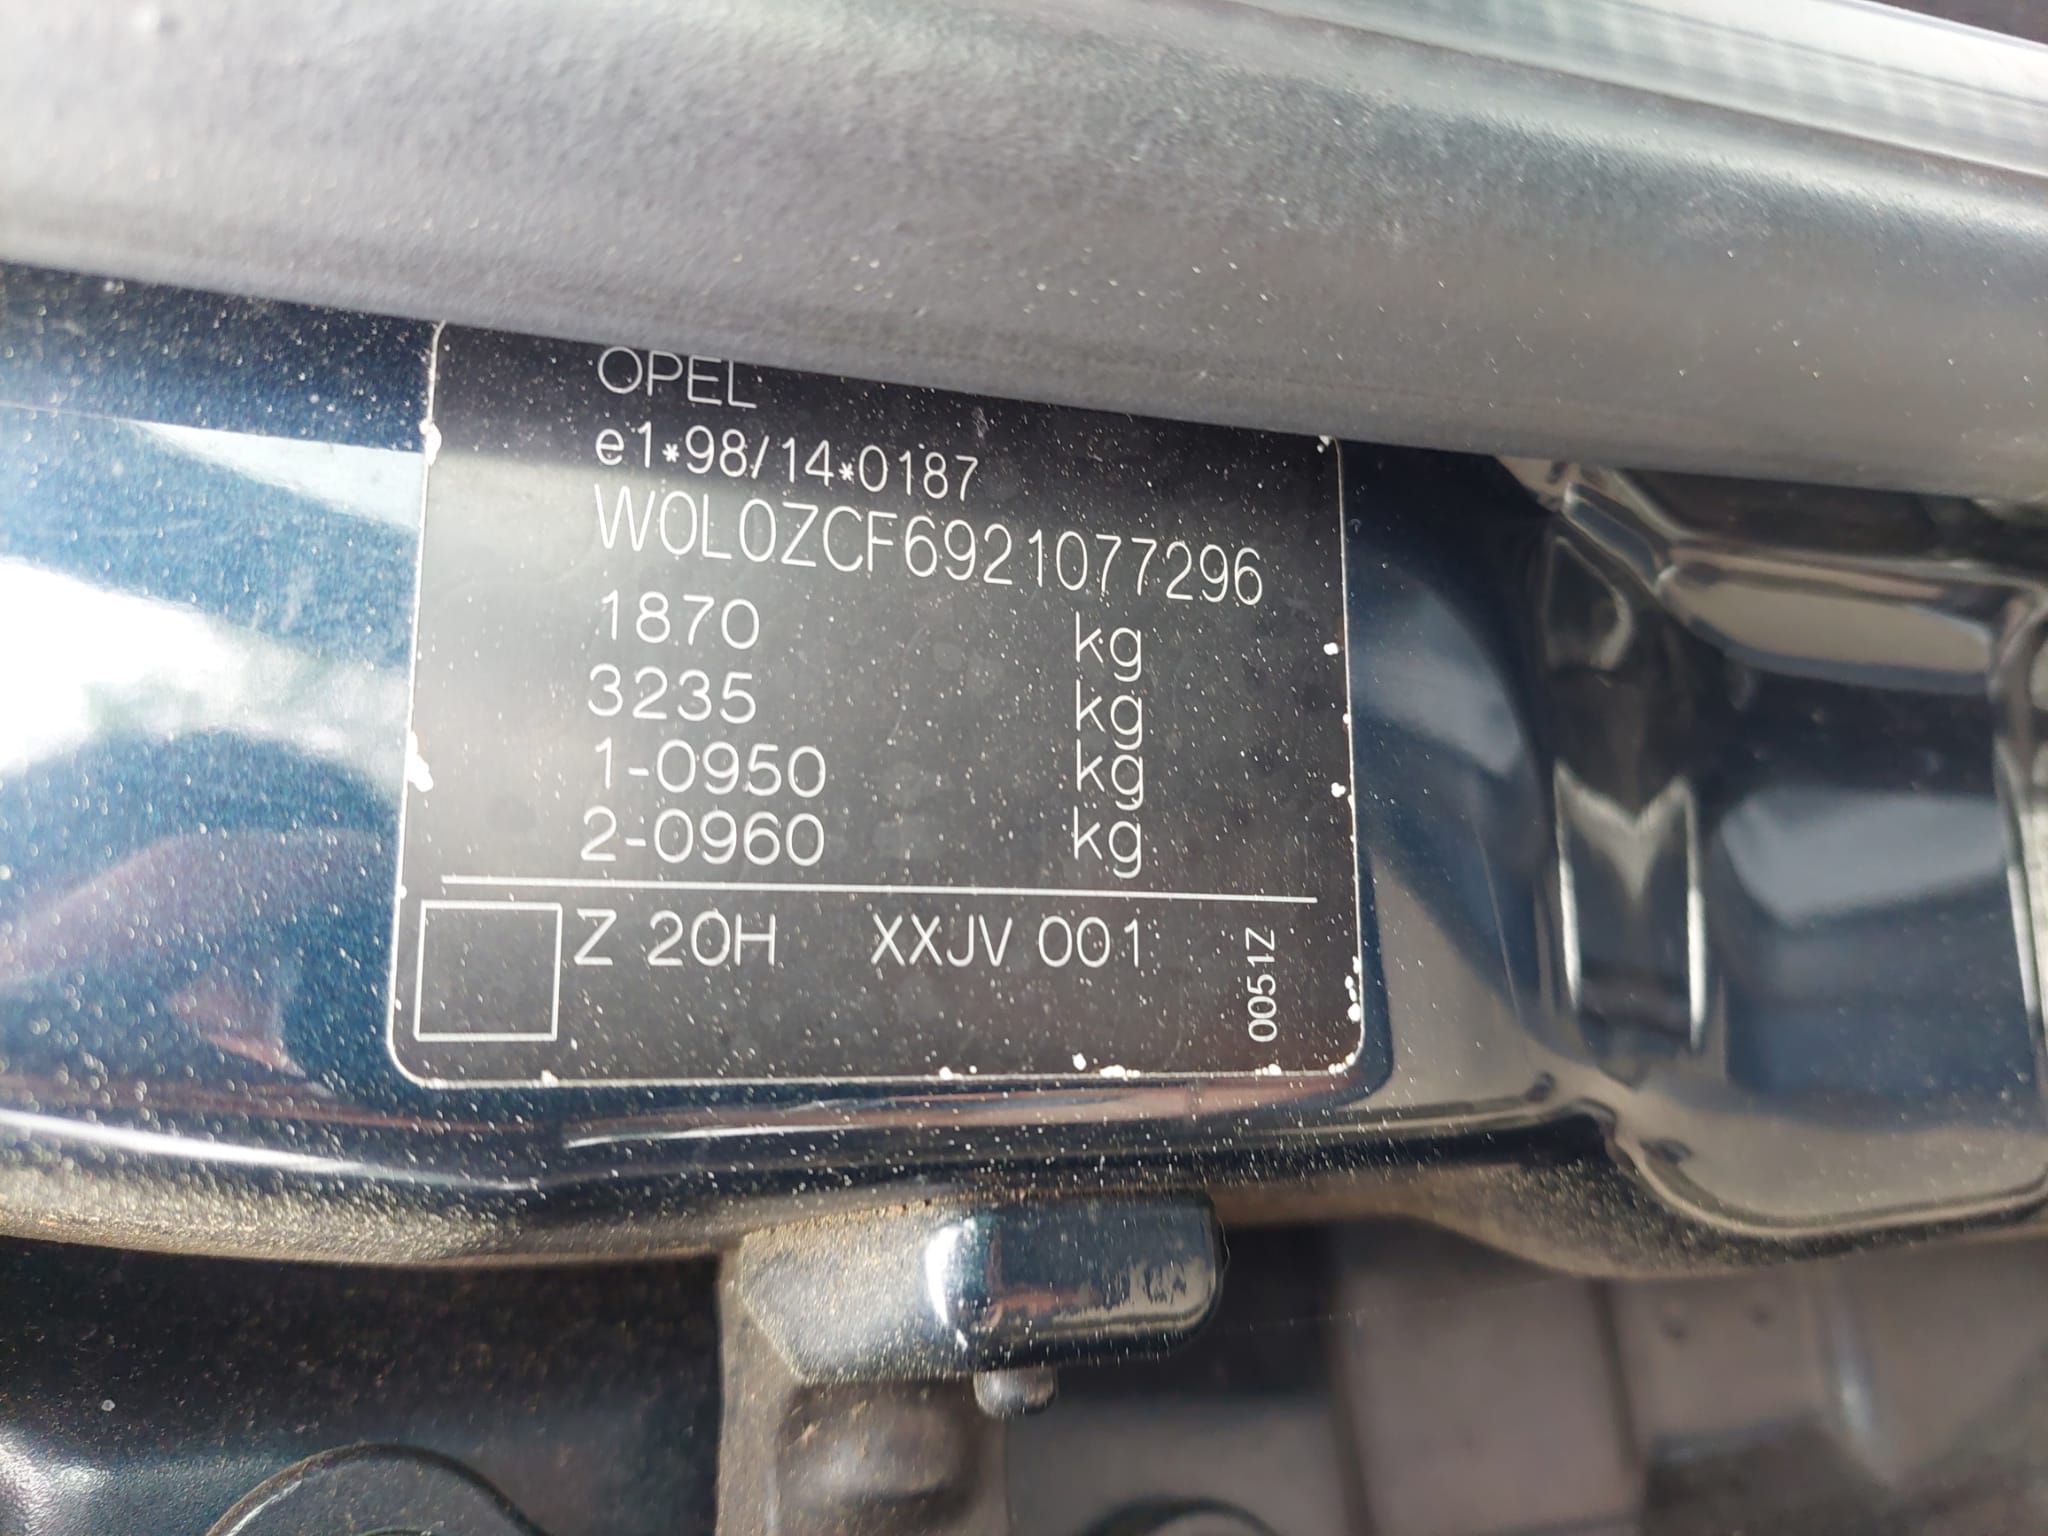 OPEL
e1*98/14*0187
W0L0ZCF6921077296
1870 kg
3235 kg
1-0950 kg
2-0960 kg
Z 20H XXJV 001
0051Z